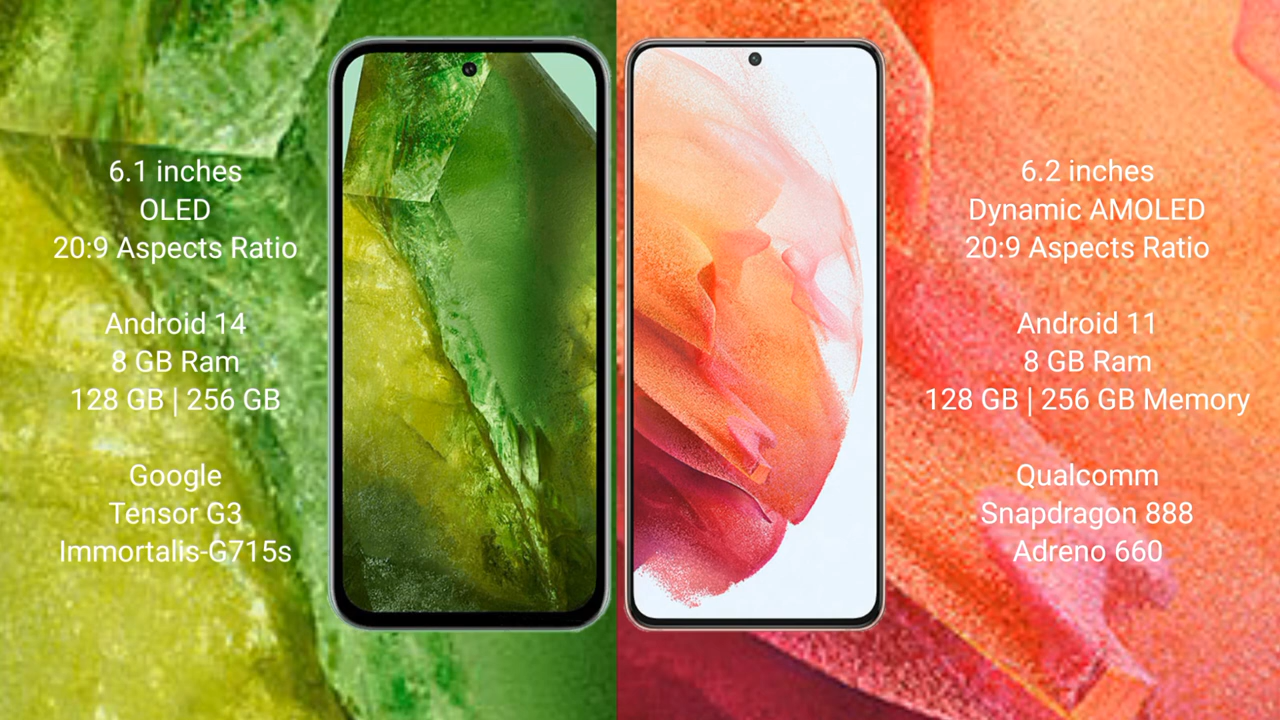 6.1 inches
OLED
20:9 Aspects Ratio
Android 14
8 GB Ram
128 GB | 256 GB
Google
Tensor G3
Immortalis-G715s
6.2 inches
Dynamic AMOLED
20:9 Aspects Ratio
Android 11
8 GB Ram
128 GB | 256 GB Memory
Qualcomm
Snapdragon 888
Adreno 660